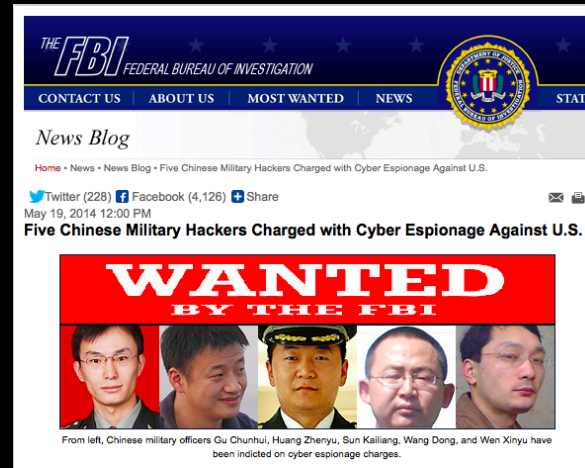 THE FBI FEDERAL BUREAU OF INVESTIGATION
CONTACT US ABOUT US MOST WANTED NEWS STAT
News Blog
Home • News • News Blog • Five Chinese Military Hackers Charged with Cyber Espionage Against U.S.
Twitter (228) Facebook (4,126) Share
May 19, 2014 12:00 PM
Five Chinese Military Hackers Charged with Cyber Espionage Against U.S.
WANTED
BY THE FBI
From left, Chinese military officers Gu Chunhui, Huang Zhenyu, Sun Kailiang, Wang Dong, and Wen Xinyu have
been indicted on cyber espionage charges.